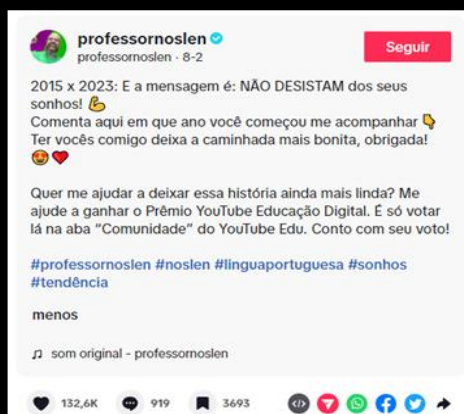 professornoslen
professornoslen · 8-2
Seguir
2015 x 2023: E a mensagem é: NÃO DESISTAM dos seus
sonhos! 💪
Comenta aqui em que ano você começou me acompanhar 👇
Ter vocês comigo deixa a caminhada mais bonita, obrigada!
😍❤️
Quer me ajudar a deixar essa história ainda mais linda? Me
ajude a ganhar o Prêmio YouTube Educação Digital. É só votar
lá na aba “Comunidade” do YouTube Edu. Conto com seu voto!
#professornoslen #noslen #linguaportuguesa #sonhos
#tendência
menos
♫ som original - professornoslen
132,6K 919 3693